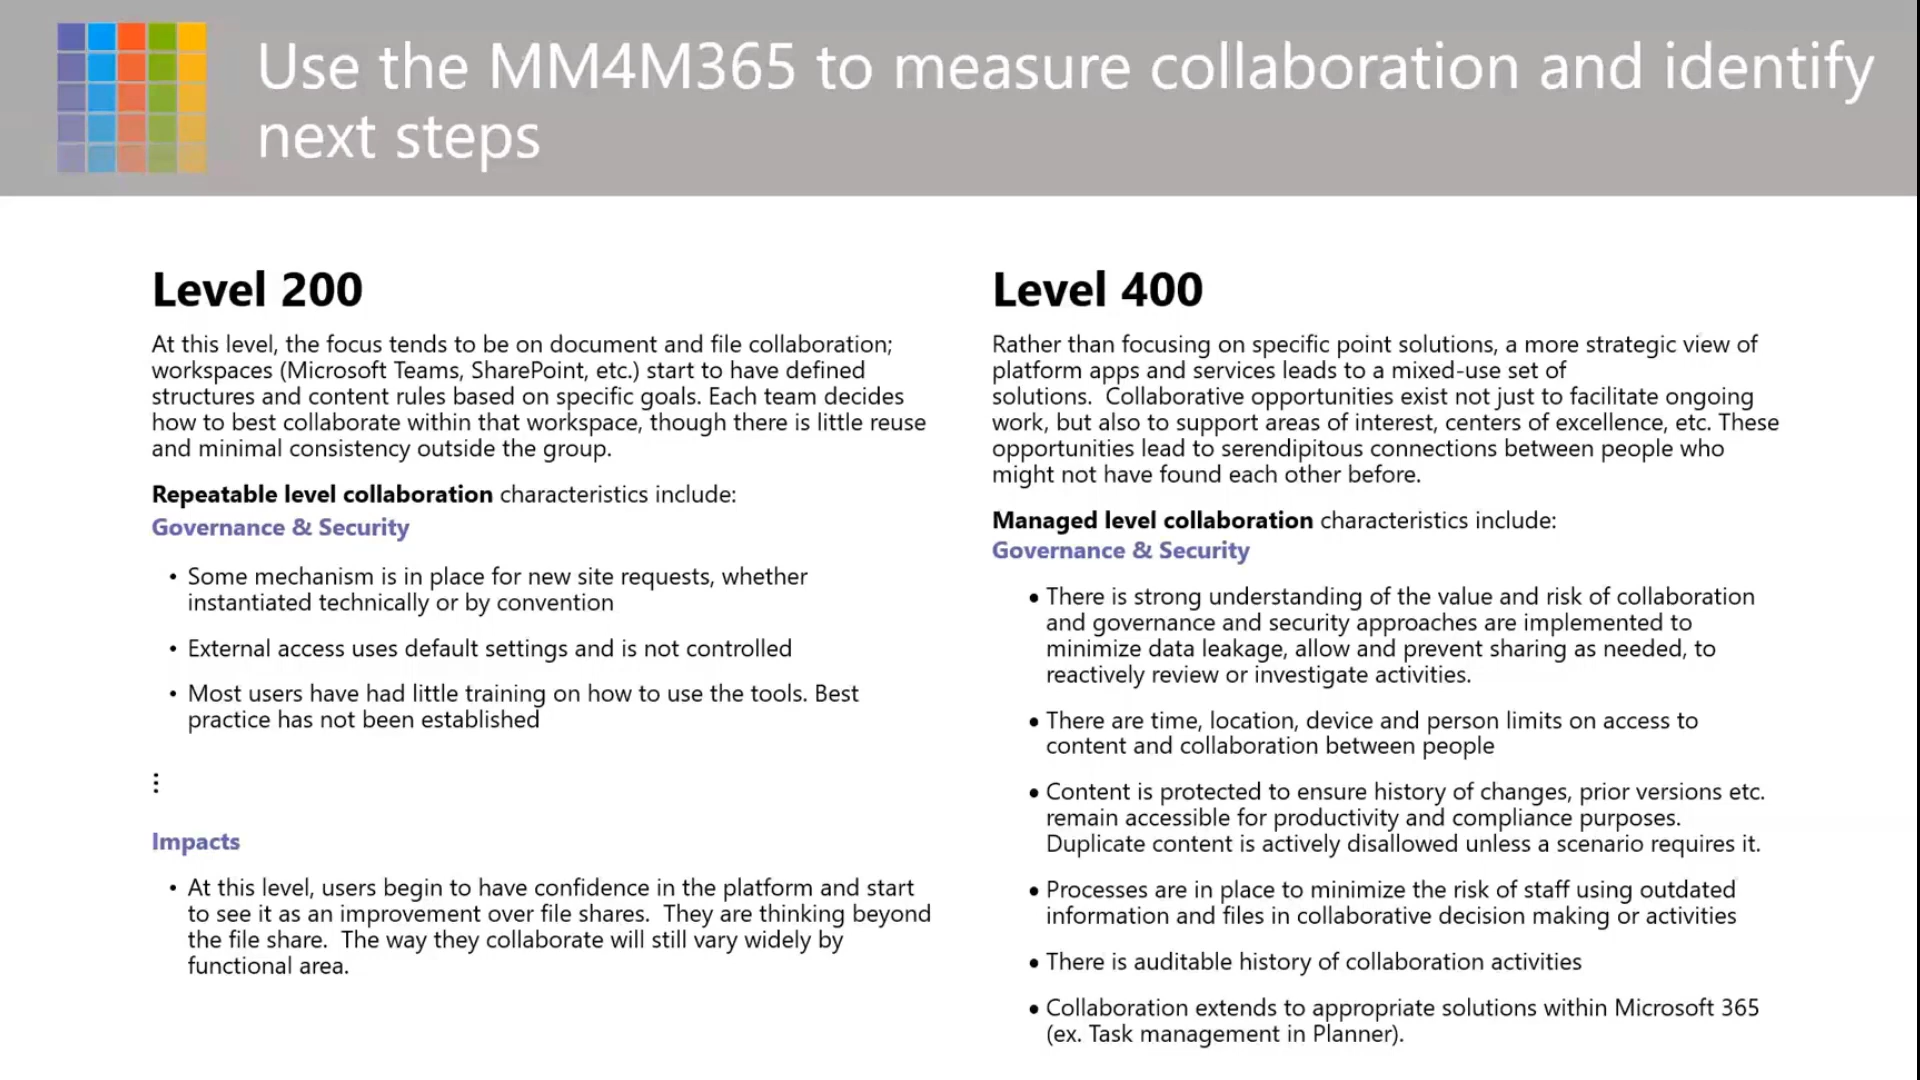 Use the MM4M365 to measure collaboration and identify
next steps
Level 200
At this level, the focus tends to be on document and file collaboration;
workspaces (Microsoft Teams, SharePoint, etc.) start to have defined
structures and content rules based on specific goals. Each team decides
how to best collaborate within that workspace, though there is little reuse
and minimal consistency outside the group.
Repeatable level collaboration characteristics include:
Governance & Security
• Some mechanism is in place for new site requests, whether
instantiated technically or by convention
• External access uses default settings and is not controlled
• Most users have had little training on how to use the tools. Best
practice has not been established
⋮
Impacts
• At this level, users begin to have confidence in the platform and start
to see it as an improvement over file shares.  They are thinking beyond
the file share.  The way they collaborate will still vary widely by
functional area.
Level 400
Rather than focusing on specific point solutions, a more strategic view of
platform apps and services leads to a mixed-use set of
solutions.  Collaborative opportunities exist not just to facilitate ongoing
work, but also to support areas of interest, centers of excellence, etc. These
opportunities lead to serendipitous connections between people who
might not have found each other before.
Managed level collaboration characteristics include:
Governance & Security
• There is strong understanding of the value and risk of collaboration
and governance and security approaches are implemented to
minimize data leakage, allow and prevent sharing as needed, to
reactively review or investigate activities.
• There are time, location, device and person limits on access to
content and collaboration between people
• Content is protected to ensure history of changes, prior versions etc.
remain accessible for productivity and compliance purposes.
Duplicate content is actively disallowed unless a scenario requires it.
• Processes are in place to minimize the risk of staff using outdated
information and files in collaborative decision making or activities
• There is auditable history of collaboration activities
• Collaboration extends to appropriate solutions within Microsoft 365
(ex. Task management in Planner).